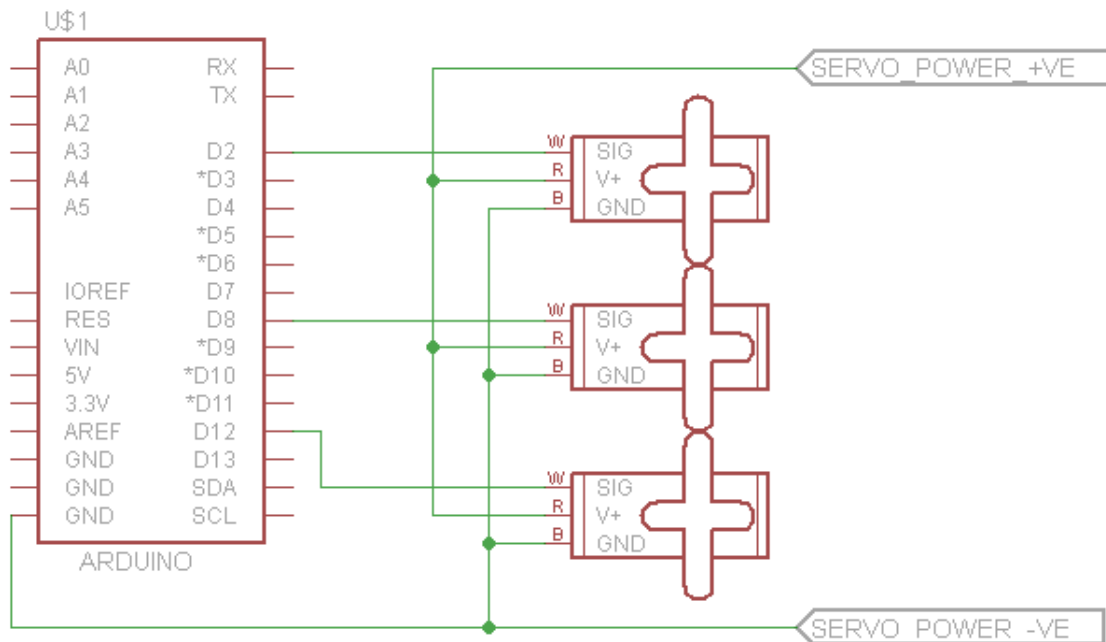 U$1
A0 RX
A1 TX
A2
A3 D2
A4 *D3
A5 D4
*D5
*D6
IOREF D7
RES D8
VIN *D9
5V *D10
3.3V *D11
AREF D12
GND D13
GND SDA
GND SCL
ARDUINO
SERVO_POWER_+VE
W SIG
R V+
B GND
W SIG
R V+
B GND
W SIG
R V+
B GND
SERVO_POWER_-VE